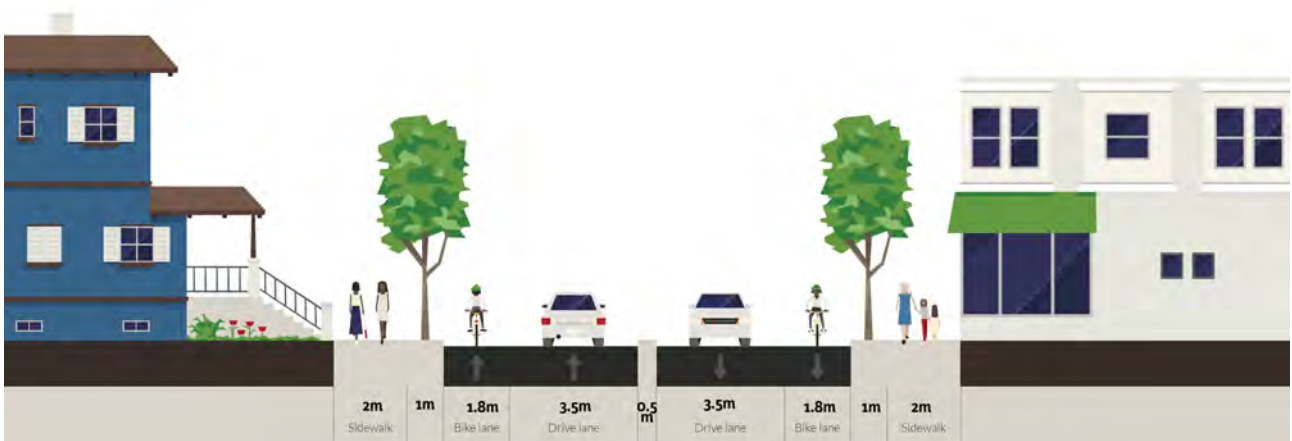 2m
Sidewalk
1m
1.8m
Bike lane
3.5m
Drive lane
0.5
m
3.5m
Drive lane
1.8m
Bike lane
1m
2m
Sidewalk